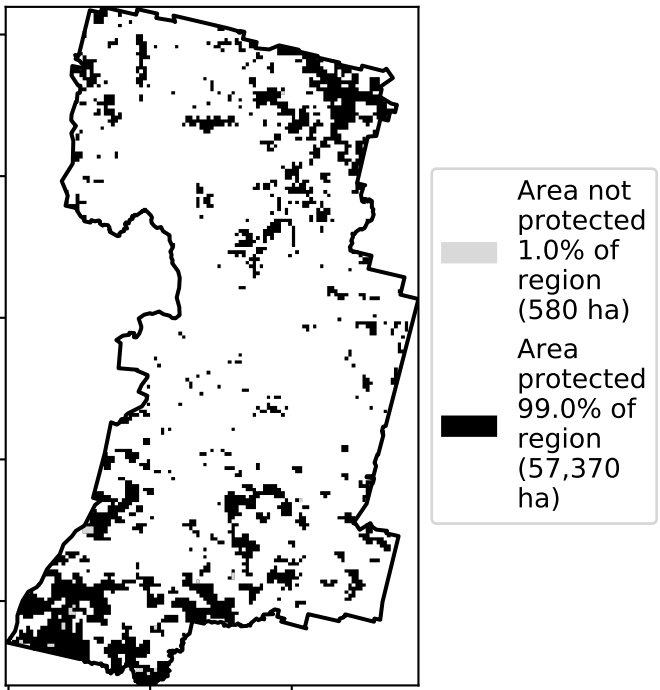 Area not
protected
1.0% of
region
(580 ha)
Area
protected
99.0% of
region
(57,370
ha)